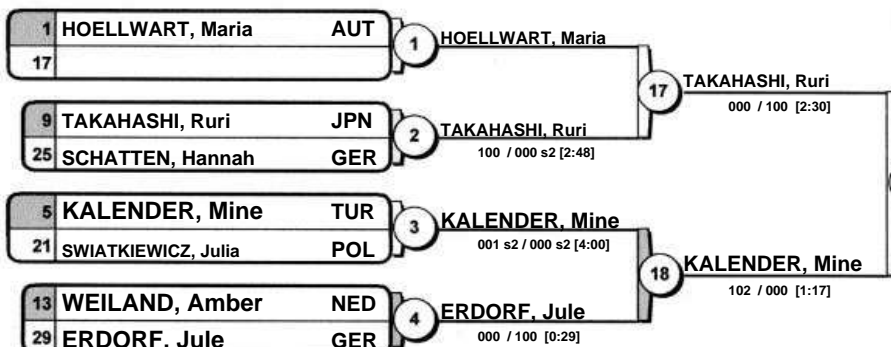 1 HOELLWART, Maria AUT
17
1
HOELLWART, Maria
9 TAKAHASHI, Ruri JPN
25 SCHATTEN, Hannah GER
2
TAKAHASHI, Ruri
100 / 000 s2 [2:48]
17
TAKAHASHI, Ruri
000 / 100 [2:30]
5 KALENDER, Mine TUR
21 SWIATKIEWICZ, Julia POL
3
KALENDER, Mine
001 s2 / 000 s2 [4:00]
13 WEILAND, Amber NED
29 ERDORF, Jule GER
4
ERDORF, Jule
000 / 100 [0:29]
18
KALENDER, Mine
102 / 000 [1:17]